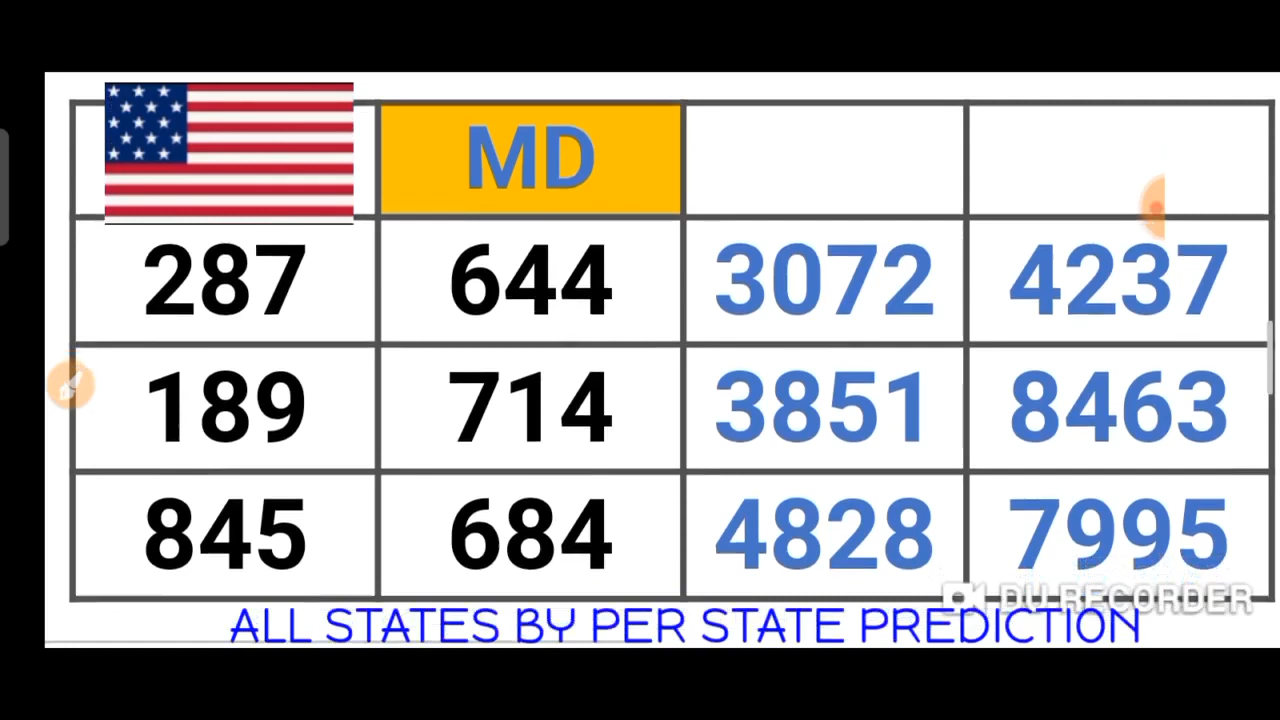 MD
287 644 3072 4237
189 714 3851 8463
845 684 4828 7995
DU RECORDER
ALL STATES BY PER STATE PREDICTION